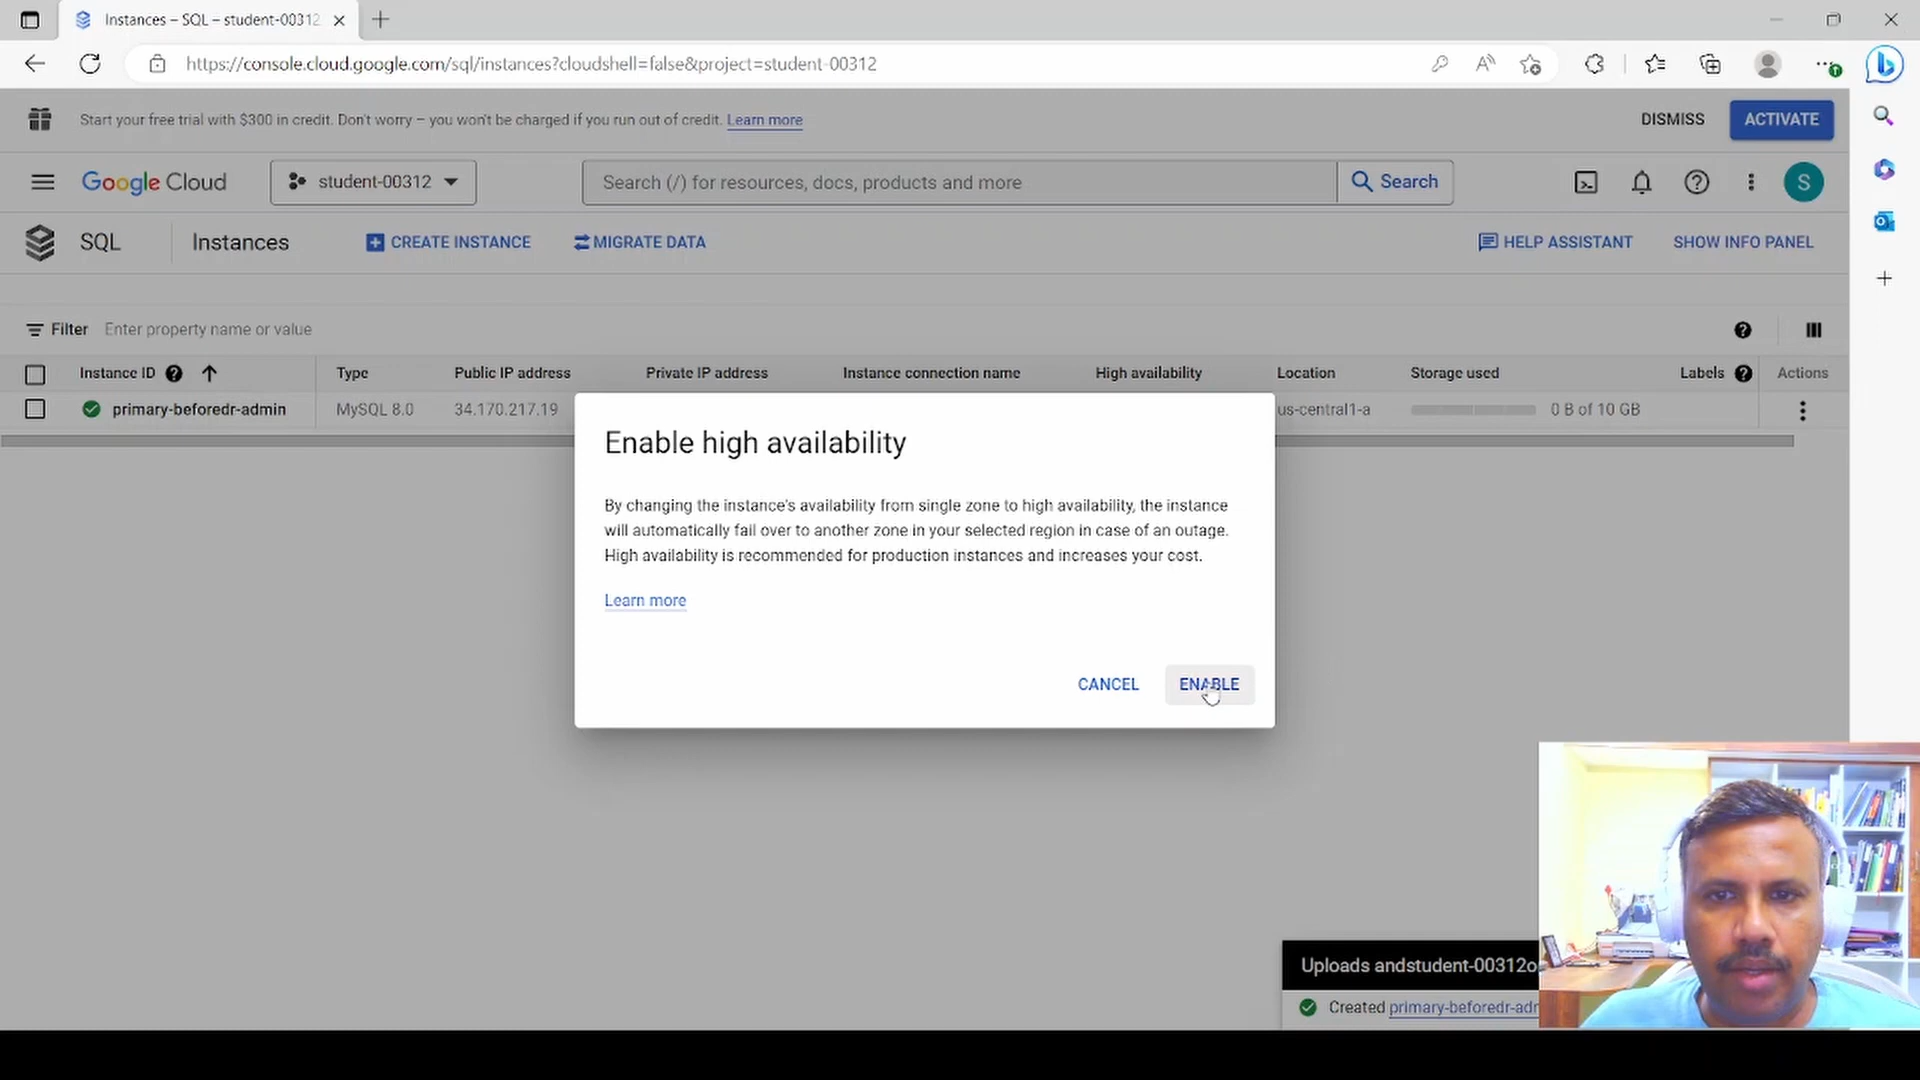 Instances – SQL – student-00312
https://console.cloud.google.com/sql/instances?cloudshell=false&project=student-00312
Start your free trial with $300 in credit. Don't worry – you won't be charged if you run out of credit. Learn more
DISMISS
ACTIVATE
Google Cloud
student-00312
Search (/) for resources, docs, products and more
Search
S
SQL
Instances
CREATE INSTANCE
MIGRATE DATA
HELP ASSISTANT
SHOW INFO PANEL
Filter Enter property name or value
Instance ID Type Public IP address Private IP address Instance connection name High availability Location Storage used Labels Actions
primary-beforedr-admin MySQL 8.0 34.170.217.19 us-central1-a 0 B of 10 GB
Enable high availability
By changing the instance's availability from single zone to high availability, the instance
will automatically fail over to another zone in your selected region in case of an outage.
High availability is recommended for production instances and increases your cost.
Learn more
CANCEL
ENABLE
Uploads andstudent-00312o
Created primary-beforedr-adm